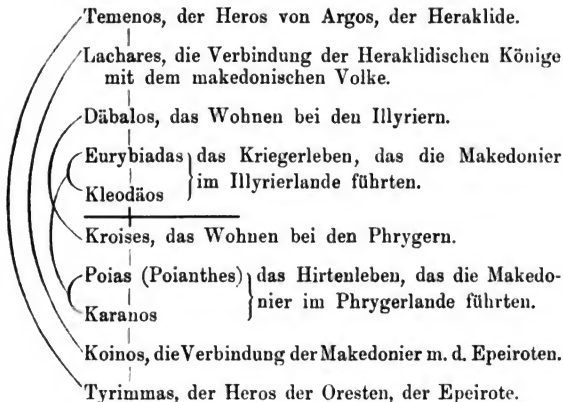 Temenos, der Heros von Argos, der Heraklide.
Lachares, die Verbindung der Heraklidischen Könige
mit dem makedonischen Volke.
Däbalos, das Wohnen bei den Illyriern.
Eurybiadas } das Kriegerleben, das die Makedonier
Kleodäos } im Illyrierlande führten.
Kroises, das Wohnen bei den Phrygern.
Poias (Poianthes) } das Hirtenleben, das die Makedo-
Karanos } nier im Phrygerlande führten.
Koinos, die Verbindung der Makedonier m. d. Epeiroten.
Tyrimmas, der Heros der Oresten, der Epeirote.